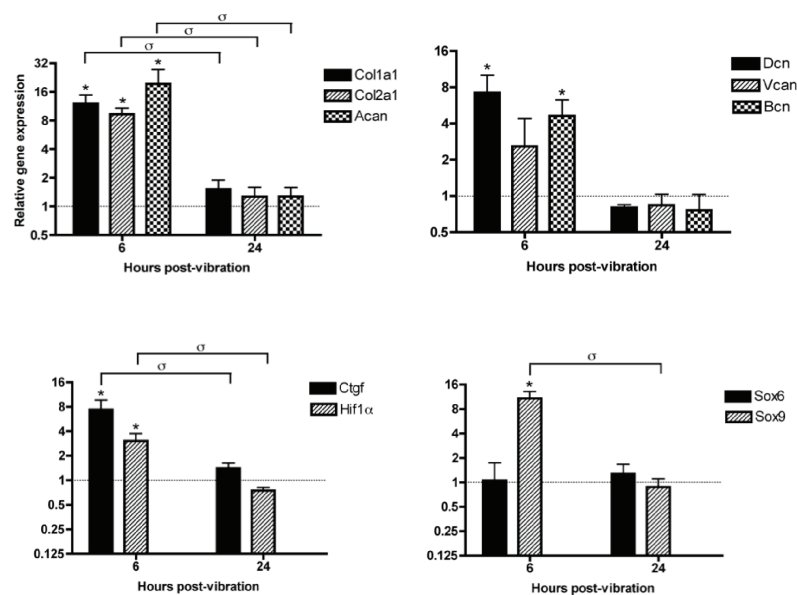 σ
σ
σ
Relative gene expression
32
16
8
4
2
1
0.5
* * *
6 24
Hours post-vibration
Col1a1
Col2a1
Acan
16
8
4
2
1
0.5
* *
6 24
Hours post-vibration
Dcn
Vcan
Bcn
σ
σ
16
8
4
2
1
0.5
0.25
0.125
* *
6 24
Hours post-vibration
Ctgf
Hif1α
σ
16
8
4
2
1
0.5
0.25
0.125
*
6 24
Hours post-vibration
Sox6
Sox9